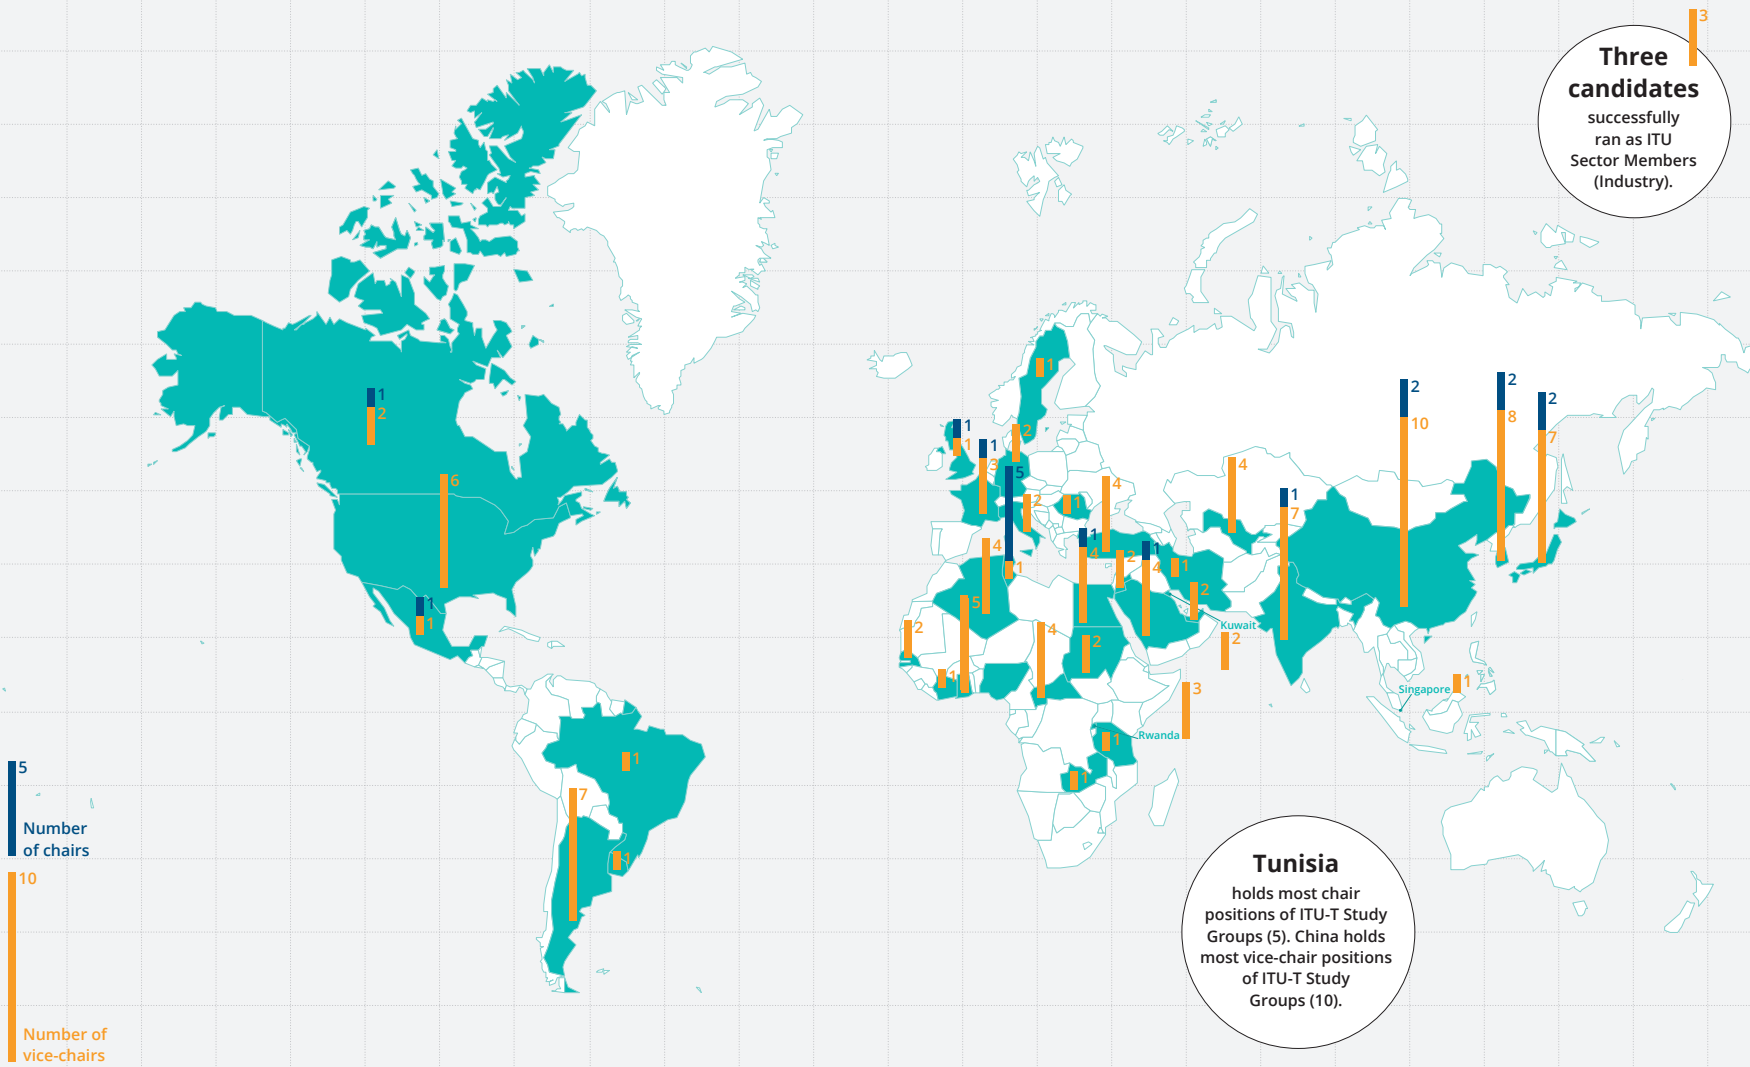 3
Three
candidates
successfully
ran as ITU
Sector Members
(Industry).
1
2
6
1
1
1
7
1
1
2
1
1
1
3
5
1
2
1
4
4
1
4
2
1
4
1
2
4
1
7
2
10
2
8
2
7
2
1
5
4
2
Kuwait
2
3
Rwanda
1
1
Singapore
1
5
Number
of chairs
10
Number of
vice-chairs
Tunisia
holds most chair
positions of ITU-T Study
Groups (5). China holds
most vice-chair positions
of ITU-T Study
Groups (10).